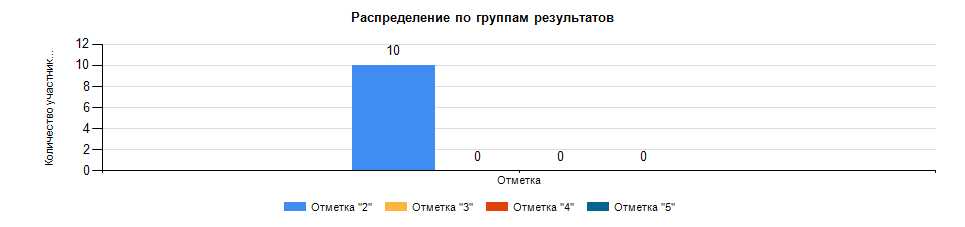 Распределение по группам результатов
Количество участник...
12
10
8
6
4
2
0
10
0
0
0
Отметка
Отметка "2"
Отметка "3"
Отметка "4"
Отметка "5"